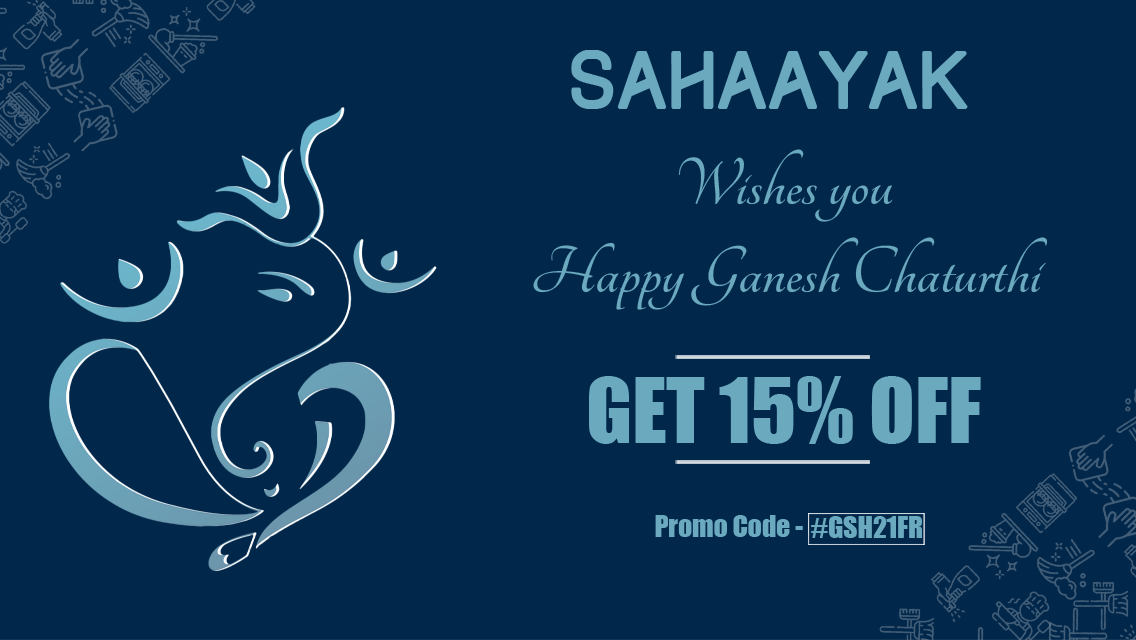 SAHAAYAK
Wishes you
Happy Ganesh Chaturthi
GET 15% OFF
Promo Code - #GSH21FR